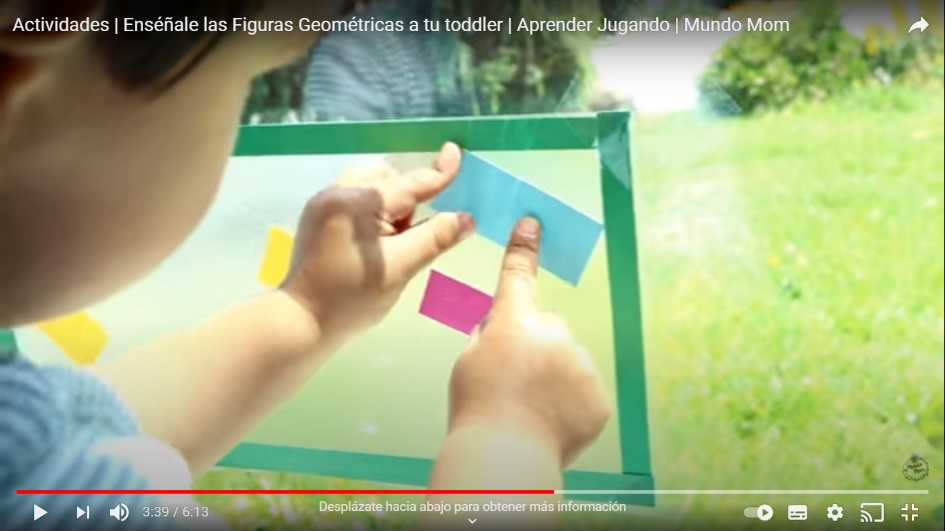 Actividades | Enséñale las Figuras Geométricas a tu toddler | Aprender Jugando | Mundo Mom
3:39 / 6:13
Desplázate hacia abajo para obtener más información